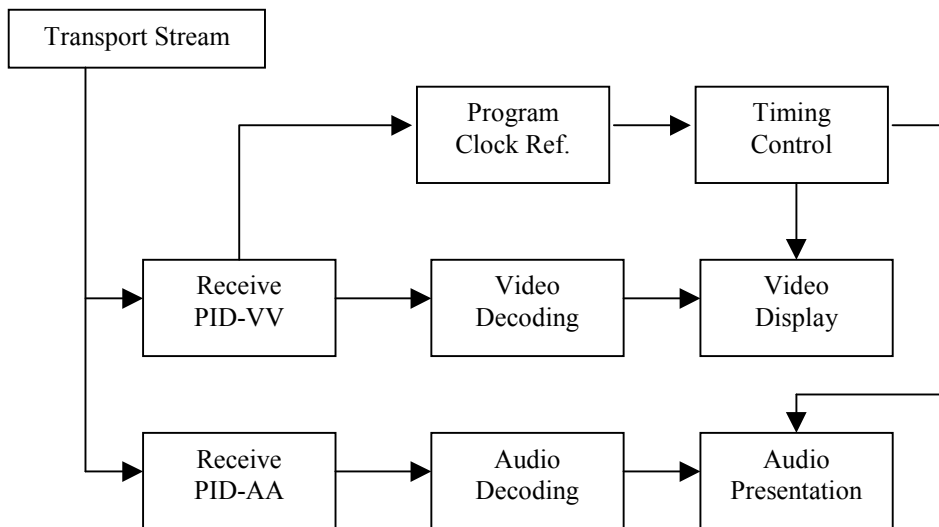 Transport Stream
Program
Clock Ref.
Timing
Control
Receive
PID-VV
Video
Decoding
Video
Display
Receive
PID-AA
Audio
Decoding
Audio
Presentation